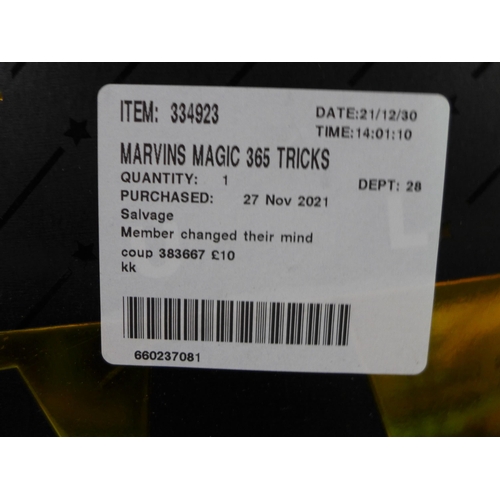 ITEM: 334923 DATE:21/12/30
TIME:14:01:10
MARVINS MAGIC 365 TRICKS
QUANTITY: 1 DEPT: 28
PURCHASED: 27 Nov 2021
Salvage
Member changed their mind
coup 383667 £10
kk
660237081